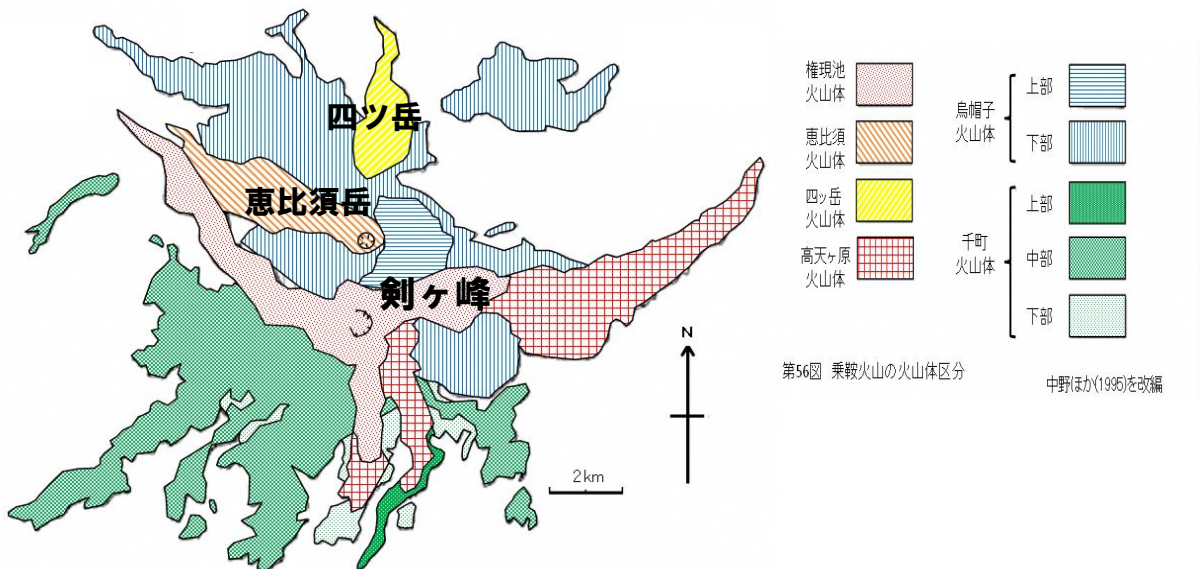 四ツ岳
恵比須岳
剣ヶ峰
N
2km
権現池
火山体
恵比須
火山体
四ッ岳
火山体
高天ヶ原
火山体
烏帽子
火山体
上部
下部
千町
火山体
上部
中部
下部
第56図 乗鞍火山の火山体区分
中野ほか(1995)を改編